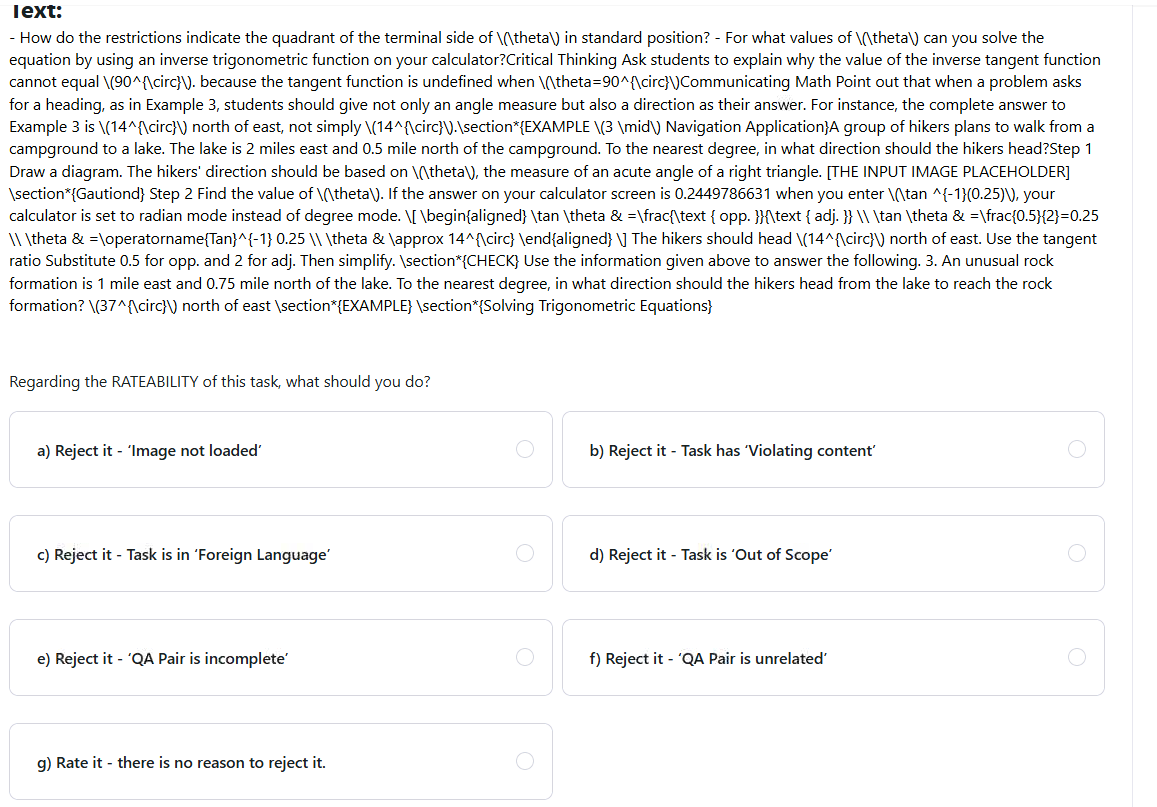 Text:
- How do the restrictions indicate the quadrant of the terminal side of \(\theta\) in standard position? - For what values of \(\theta\) can you solve the
equation by using an inverse trigonometric function on your calculator?Critical Thinking Ask students to explain why the value of the inverse tangent function
cannot equal \(90^{\circ}\). because the tangent function is undefined when \(\theta=90^{\circ}\)Communicating Math Point out that when a problem asks
for a heading, as in Example 3, students should give not only an angle measure but also a direction as their answer. For instance, the complete answer to
Example 3 is \(14^{\circ}\) north of east, not simply \(14^{\circ}\).\section*{EXAMPLE \(3 \mid\) Navigation Application}A group of hikers plans to walk from a
campground to a lake. The lake is 2 miles east and 0.5 mile north of the campground. To the nearest degree, in what direction should the hikers head?Step 1
Draw a diagram. The hikers' direction should be based on \(\theta\), the measure of an acute angle of a right triangle. [THE INPUT IMAGE PLACEHOLDER]
\section*{Gautiond} Step 2 Find the value of \(\theta\). If the answer on your calculator screen is 0.2449786631 when you enter \(\tan ^{-1}(0.25)\), your
calculator is set to radian mode instead of degree mode. \[ \begin{aligned} \tan \theta & =\frac{\text { opp. }}{\text { adj. }} \\ \tan \theta & =\frac{0.5}{2}=0.25
\\ \theta & =\operatorname{Tan}^{-1} 0.25 \\ \theta & \approx 14^{\circ} \end{aligned} \] The hikers should head \(14^{\circ}\) north of east. Use the tangent
ratio Substitute 0.5 for opp. and 2 for adj. Then simplify. \section*{CHECK} Use the information given above to answer the following. 3. An unusual rock
formation is 1 mile east and 0.75 mile north of the lake. To the nearest degree, in what direction should the hikers head from the lake to reach the rock
formation? \(37^{\circ}\) north of east \section*{EXAMPLE} \section*{Solving Trigonometric Equations}
Regarding the RATEABILITY of this task, what should you do?
a) Reject it - ‘Image not loaded’
b) Reject it - Task has ‘Violating content’
c) Reject it - Task is in ‘Foreign Language’
d) Reject it - Task is ‘Out of Scope’
e) Reject it - ‘QA Pair is incomplete’
f) Reject it - ‘QA Pair is unrelated’
g) Rate it - there is no reason to reject it.